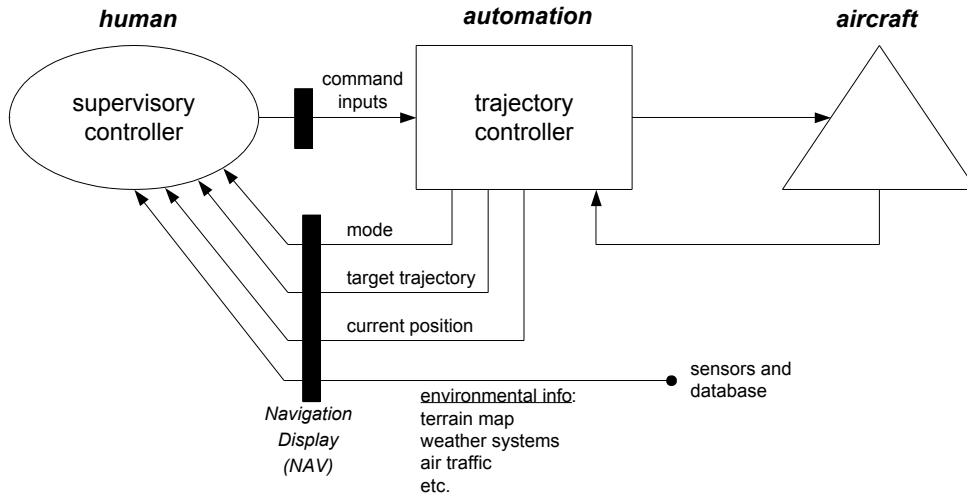 human
automation
aircraft
supervisory
controller
command
inputs
trajectory
controller
mode
target trajectory
current position
sensors and
database
Navigation
Display
(NAV)
environmental info:
terrain map
weather systems
air traffic
etc.